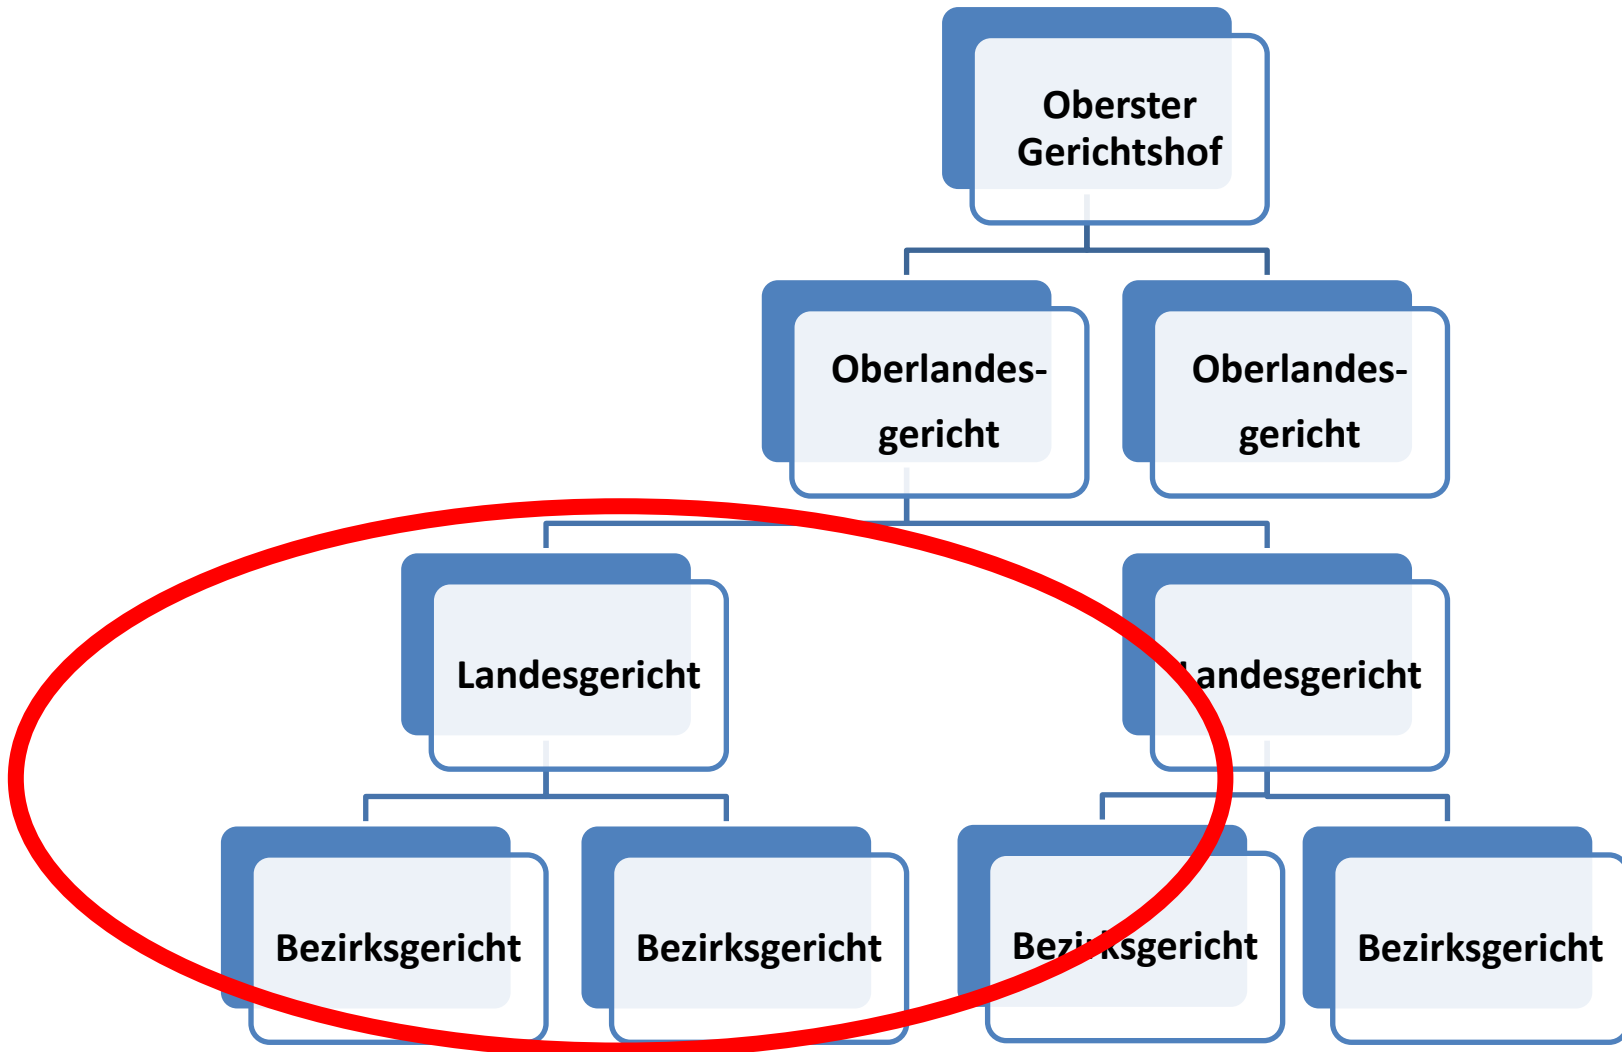 Oberster
Gerichtshof
Oberlandes-
gericht
Oberlandes-
gericht
Landesgericht
Landesgericht
Bezirksgericht
Bezirksgericht
Bezirksgericht
Bezirksgericht